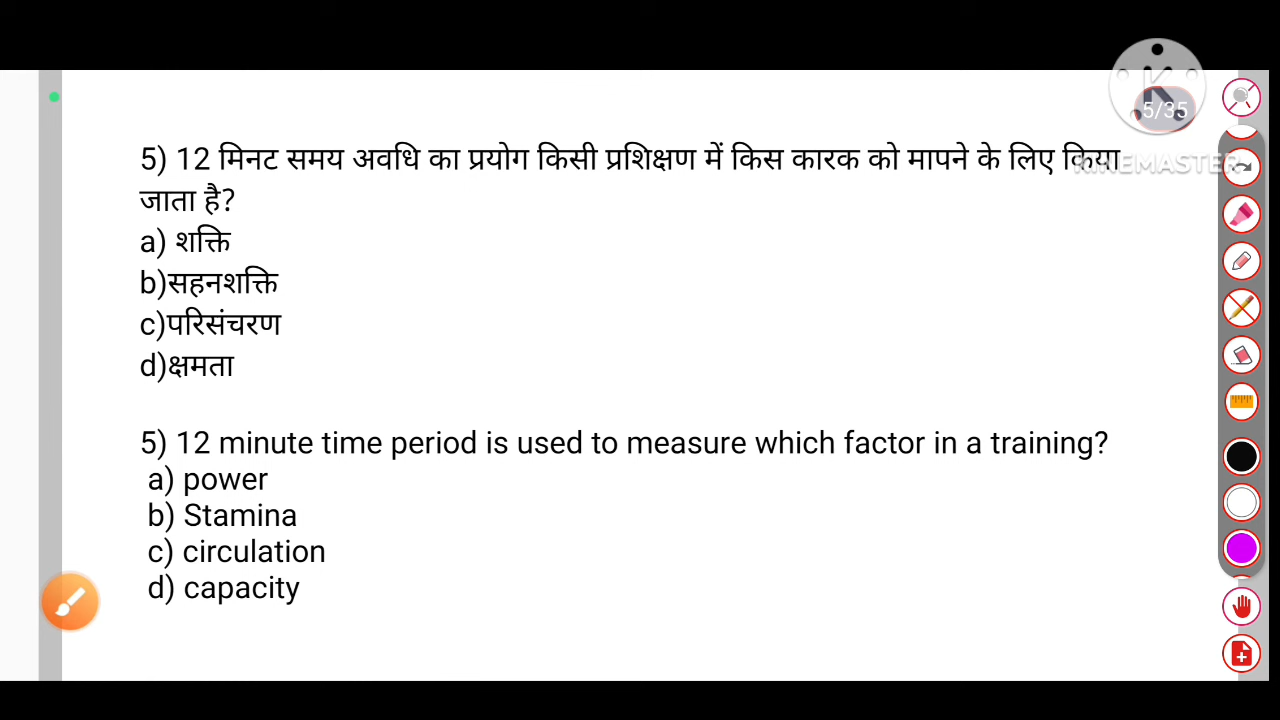 5/35
KINEMASTER
5) 12 मिनट समय अवधि का प्रयोग किसी प्रशिक्षण में किस कारक को मापने के लिए किया
जाता है?
a) शक्ति
b)सहनशक्ति
c)परिसंचरण
d)क्षमता
5) 12 minute time period is used to measure which factor in a training?
a) power
b) Stamina
c) circulation
d) capacity